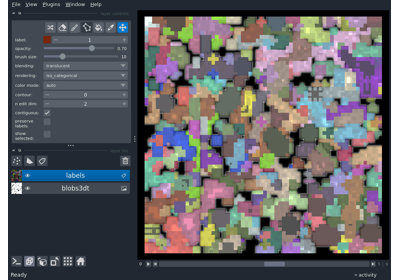 File View Plugins Window Help
label: 1
opacity: 0.70
brush size: 10
blending: translucent
rendering: iso_categorical
color mode: auto
contour: 0
n edit dim: 2
contiguous:
preserve labels:
show selected:
labels
blobs3dt
Ready
activity